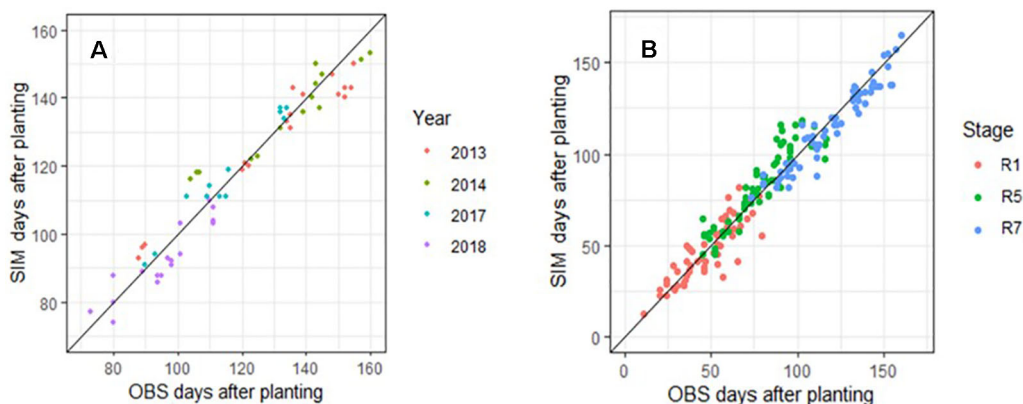 A
SIM days after planting
160
140
120
100
80
80
100
120
140
160
OBS days after planting
Year
2013
2014
2017
2018
B
SIM days after planting
150
100
50
0
0
50
100
150
OBS days after planting
Stage
R1
R5
R7